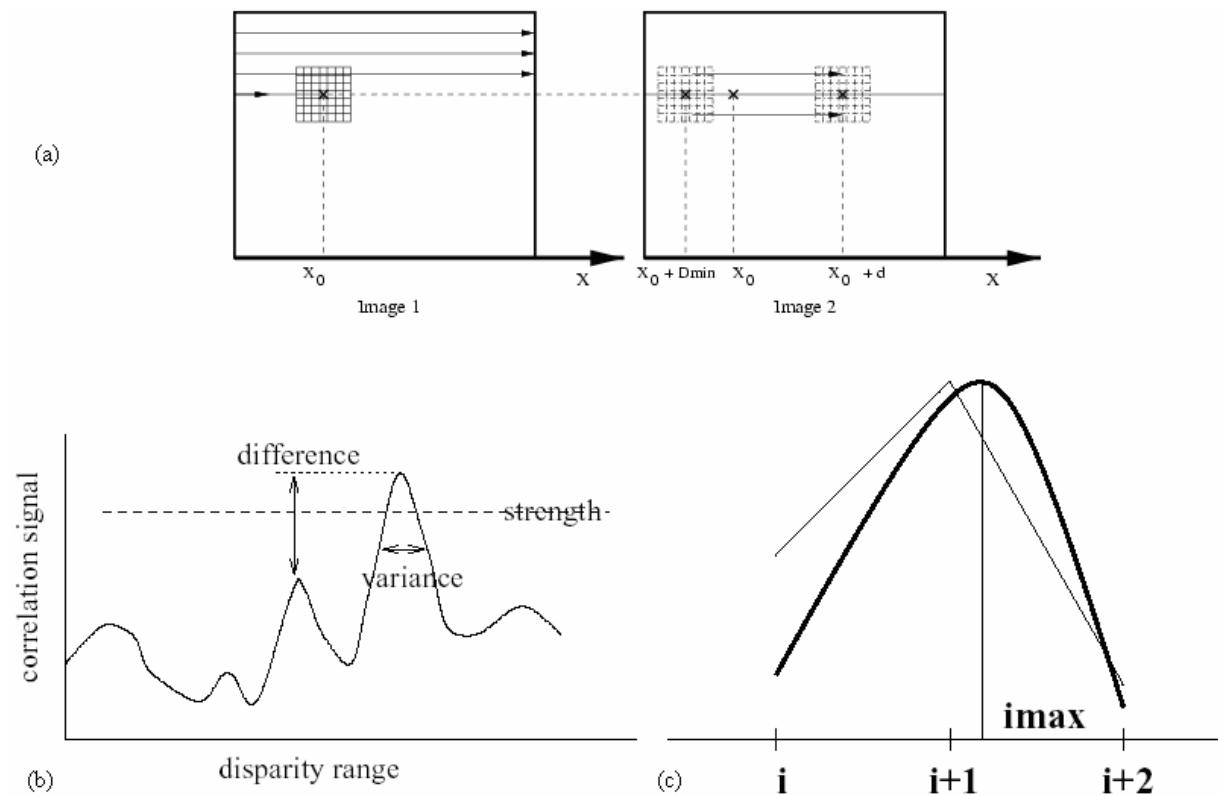 (a)
x0
x
Image 1
x0 + Dmin
x0
x0 + d
x
Image 2
difference
strength
variance
correlation signal
disparity range
(b)
imax
i
i+1
i+2
(c)